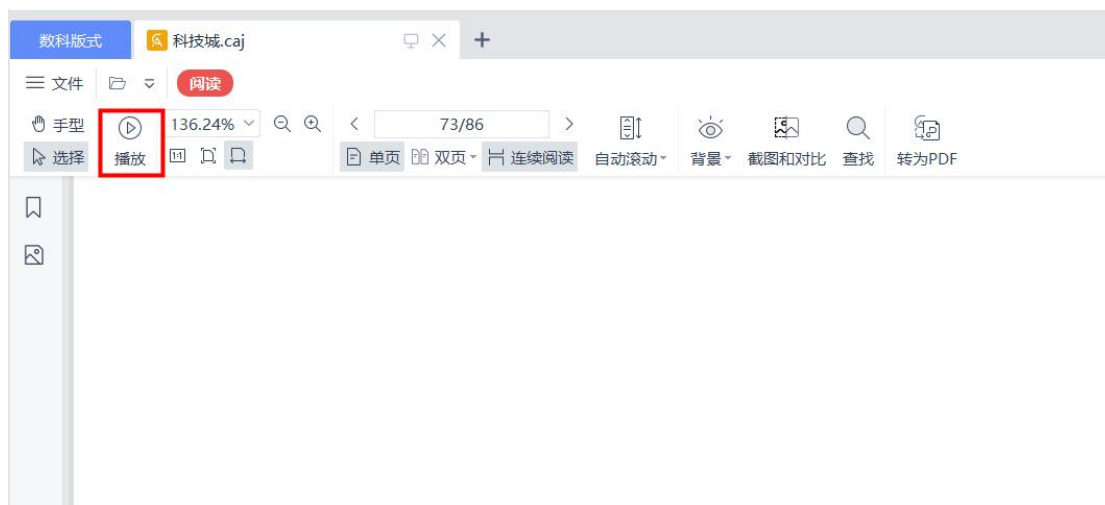 数科版式 科技城.caj
文件 阅读
手型 136.24% 73/86
选择 播放 1:1 单页 双页 连续阅读 自动滚动 背景 截图和对比 查找 转为PDF